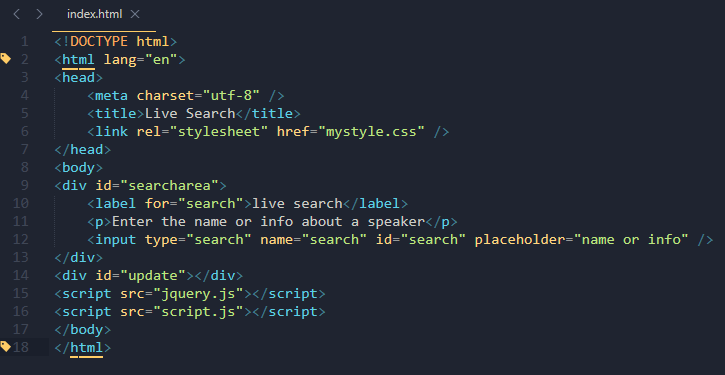 index.html
1 <!DOCTYPE html>
2 <html lang="en">
3 <head>
4     <meta charset="utf-8" />
5     <title>Live Search</title>
6     <link rel="stylesheet" href="mystyle.css" />
7 </head>
8 <body>
9 <div id="searcharea">
10     <label for="search">live search</label>
11     <p>Enter the name or info about a speaker</p>
12     <input type="search" name="search" id="search" placeholder="name or info" />
13 </div>
14 <div id="update"></div>
15 <script src="jquery.js"></script>
16 <script src="script.js"></script>
17 </body>
18 </html>